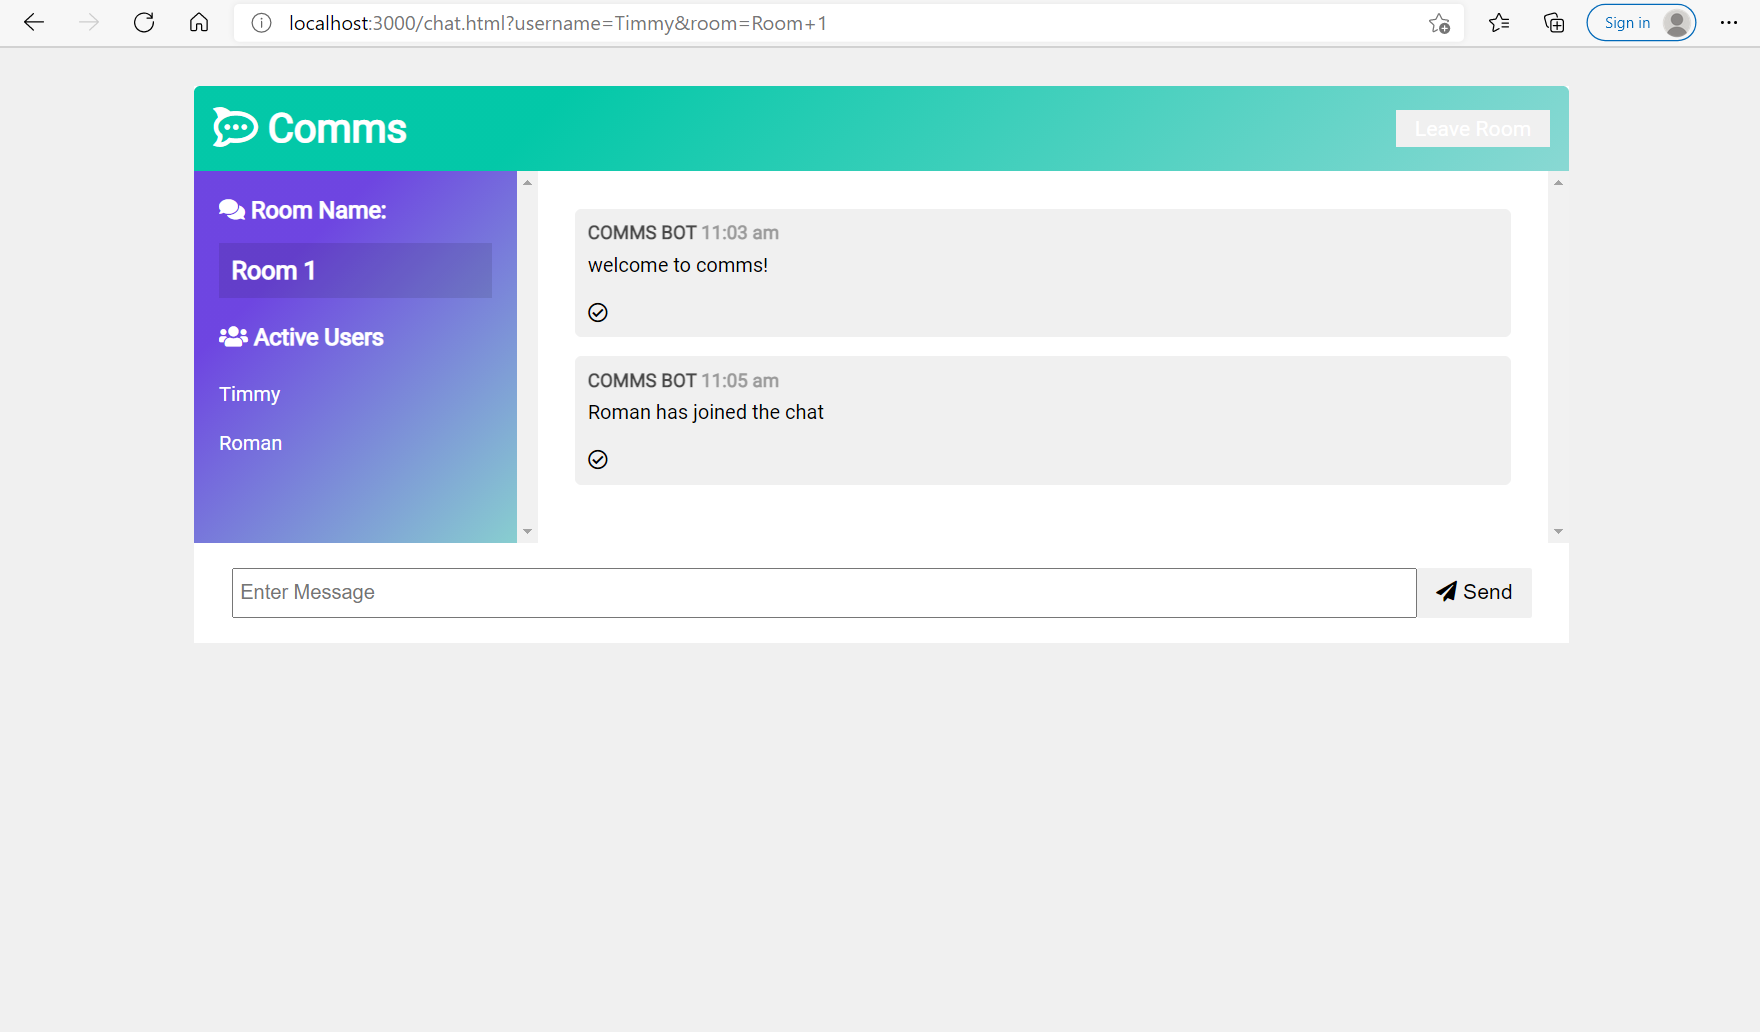 localhost:3000/chat.html?username=Timmy&room=Room+1
Sign in
Comms
Leave Room
Room Name:
Room 1
Active Users
Timmy
Roman
COMMS BOT 11:03 am
welcome to comms!
COMMS BOT 11:05 am
Roman has joined the chat
Enter Message
Send